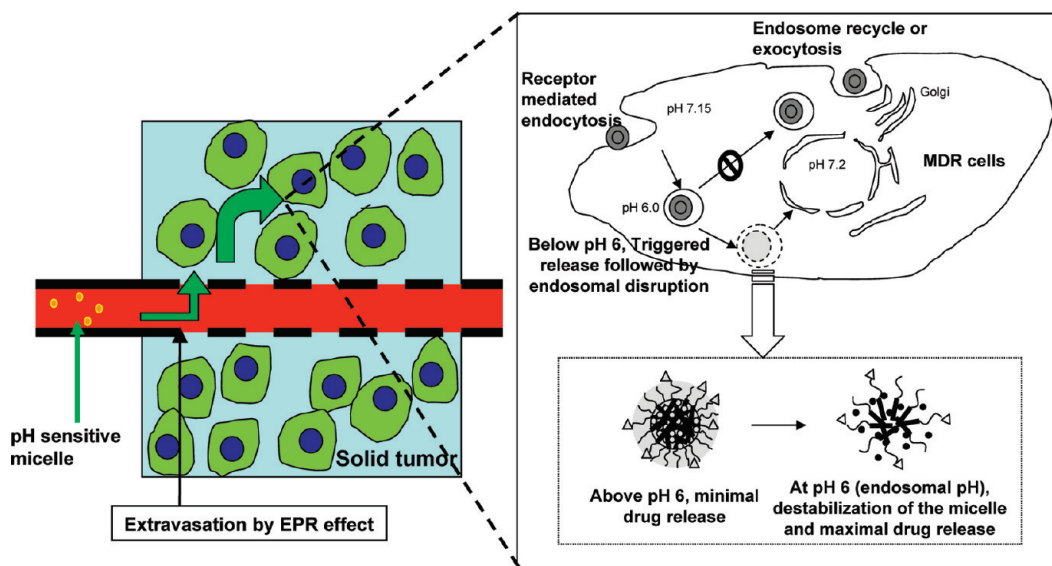 pH sensitive
micelle
Extravasation by EPR effect
Solid tumor
Endosome recycle or
exocytosis
Receptor
mediated
endocytosis
pH 7.15
Golgi
pH 7.2
MDR cells
pH 6.0
Below pH 6, Triggered
release followed by
endosomal disruption
Above pH 6, minimal
drug release
At pH 6 (endosomal pH),
destabilization of the micelle
and maximal drug release